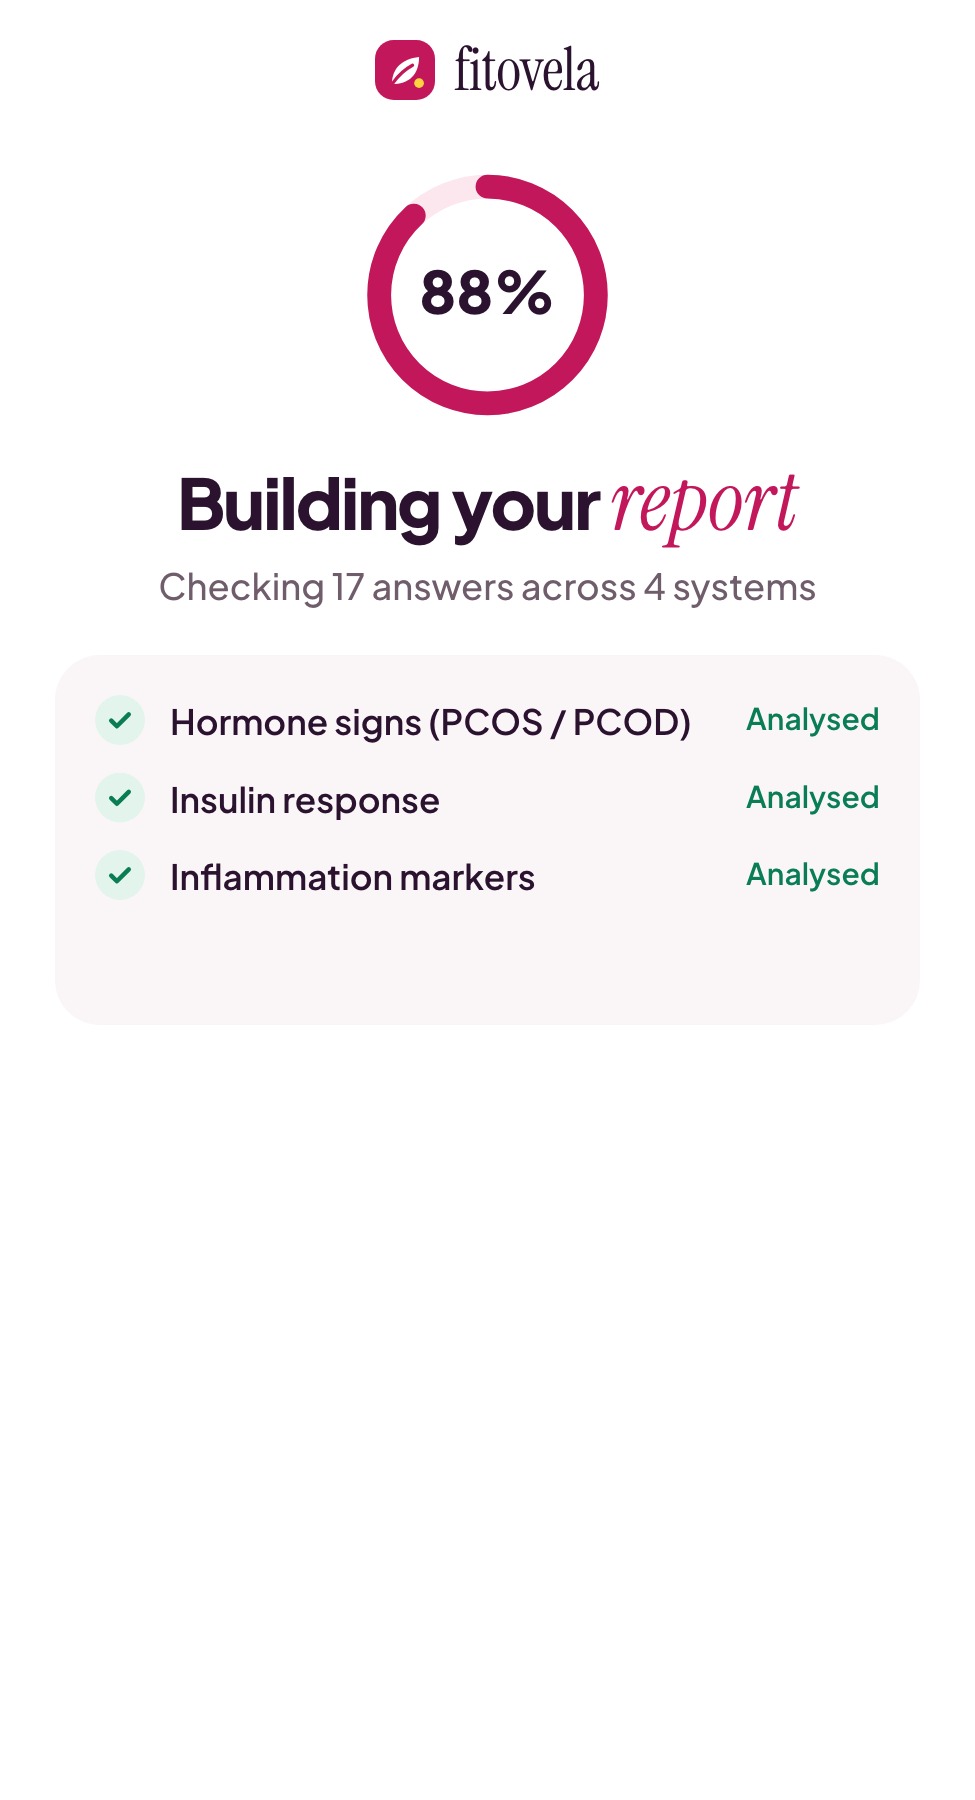 fitovela
88%
Building your report
Checking 17 answers across 4 systems
Hormone signs (PCOS / PCOD) Analysed
Insulin response Analysed
Inflammation markers Analysed